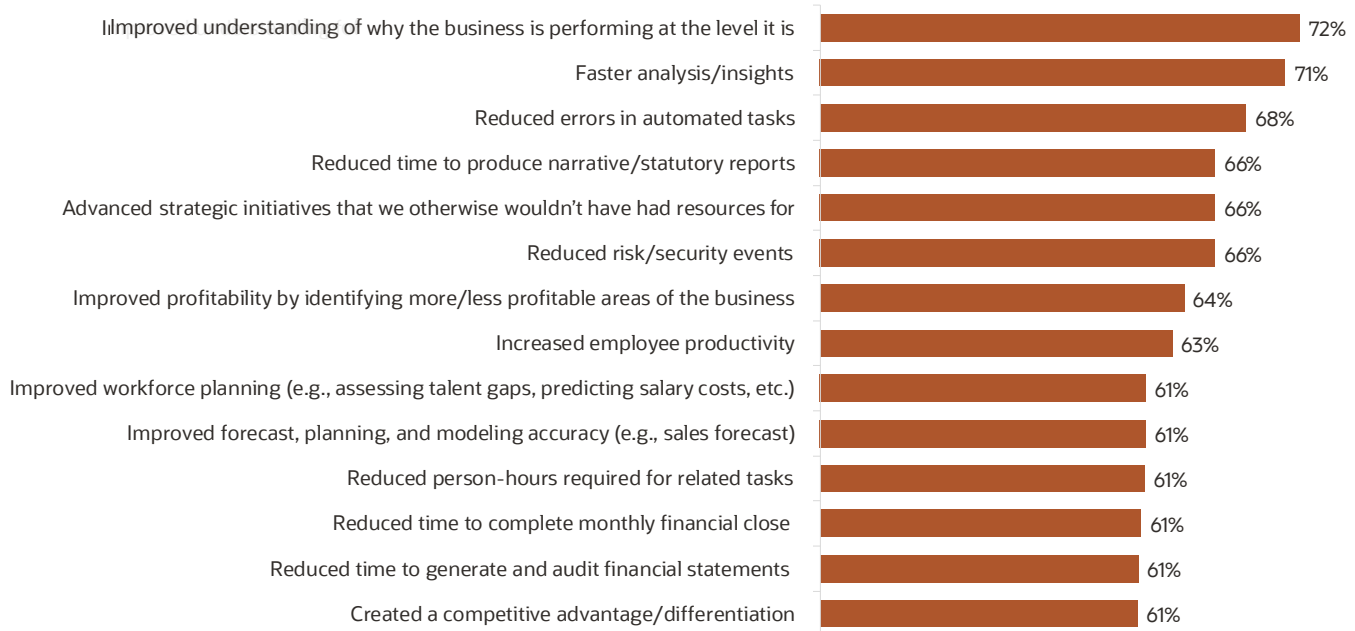 Improved understanding of why the business is performing at the level it is 72%
Faster analysis/insights 71%
Reduced errors in automated tasks 68%
Reduced time to produce narrative/statutory reports 66%
Advanced strategic initiatives that we otherwise wouldn't have had resources for 66%
Reduced risk/security events 66%
Improved profitability by identifying more/less profitable areas of the business 64%
Increased employee productivity 63%
Improved workforce planning (e.g., assessing talent gaps, predicting salary costs, etc.) 61%
Improved forecast, planning, and modeling accuracy (e.g., sales forecast) 61%
Reduced person-hours required for related tasks 61%
Reduced time to complete monthly financial close 61%
Reduced time to generate and audit financial statements 61%
Created a competitive advantage/differentiation 61%